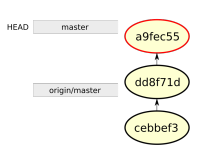 HEAD master a9fec55
dd8f71d
origin/master
cebbef3